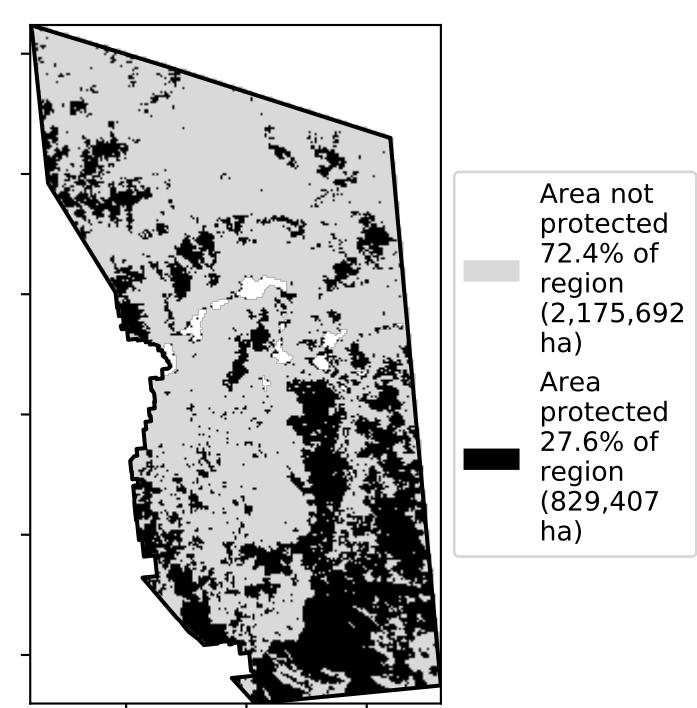 Area not
protected
72.4% of
region
(2,175,692
ha)
Area
protected
27.6% of
region
(829,407
ha)